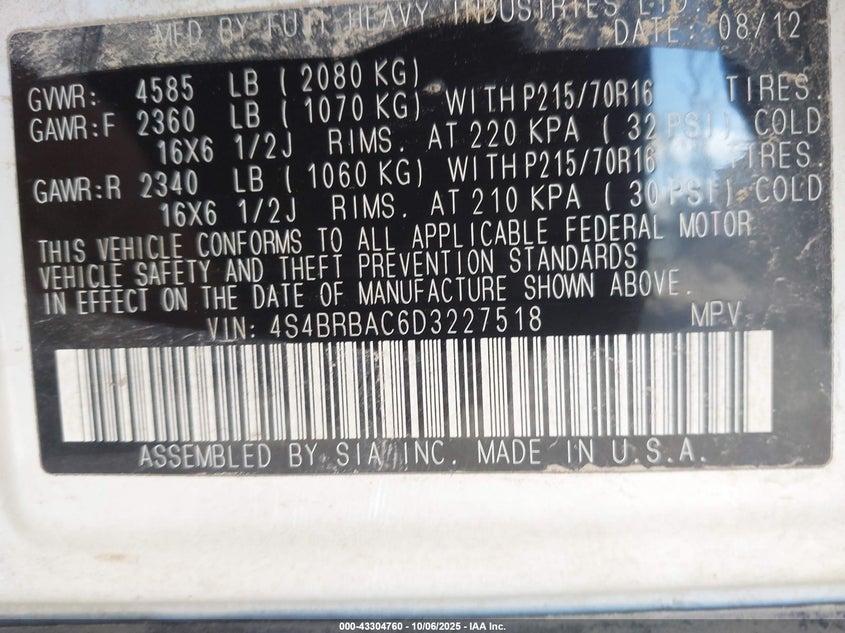 MFD BY FUJI HEAVY INDUSTRIES LTD.
DATE: 08/12
GVWR: 4585 LB ( 2080 KG)
GAWR:F 2360 LB ( 1070 KG) WITH P215/70R16 TIRES.
16X6 1/2J RIMS. AT 220 KPA ( 32 PSI) COLD
GAWR:R 2340 LB ( 1060 KG) WITH P215/70R16 TIRES
16X6 1/2J RIMS. AT 210 KPA ( 30 PSI) COLD
THIS VEHICLE CONFORMS TO ALL APPLICABLE FEDERAL MOTOR
VEHICLE SAFETY AND THEFT PREVENTION STANDARDS
IN EFFECT ON THE DATE OF MANUFACTURE SHOWN ABOVE.
VIN: 4S4BRBAC6D3227518 MPV
ASSEMBLED BY SIA, INC. MADE IN U.S.A.
000-43304760 - 10/06/2025 - IAA Inc.